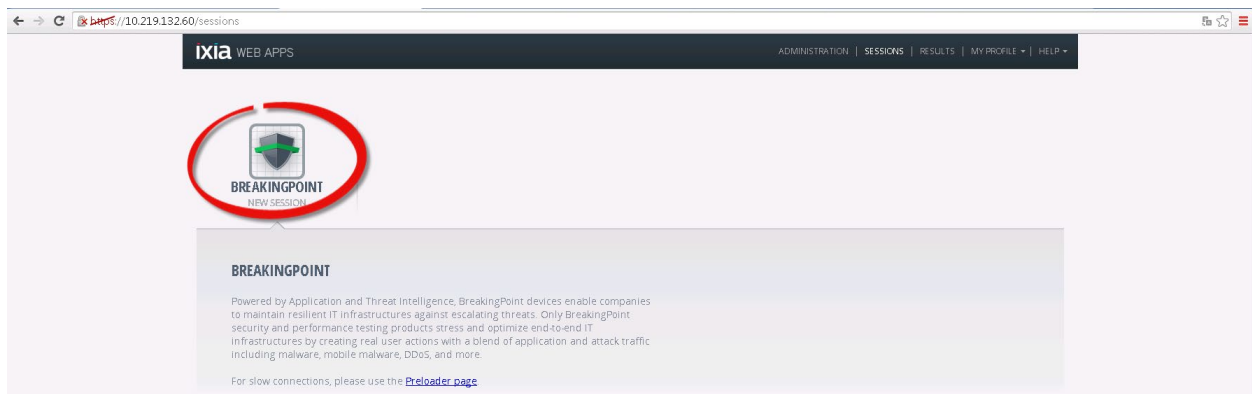 https://10.219.132.60/sessions
ixia WEB APPS
ADMINISTRATION | SESSIONS | RESULTS | MY PROFILE | HELP
BREAKINGPOINT
NEW SESSION
BREAKINGPOINT
Powered by Application and Threat Intelligence, BreakingPoint devices enable companies
to maintain resilient IT infrastructures against escalating threats. Only BreakingPoint
security and performance testing products stress and optimize end-to-end IT
infrastructures by creating real user actions with a blend of application and attack traffic
including malware, mobile malware, DDoS, and more.
For slow connections, please use the Preloader page